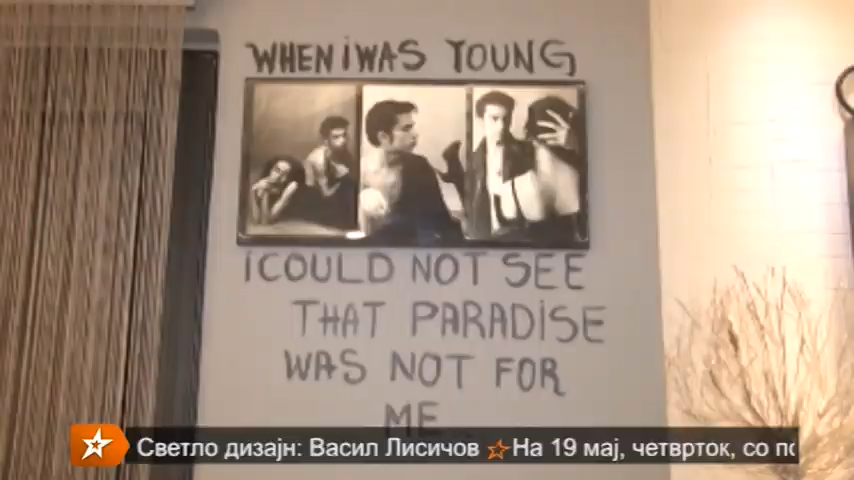 WHEN i WAS YOUNG
i COULD NOT SEE
THAT PARADiSE
WAS NOT FOR
ME..
Светло дизајн: Васил Лисичов ☆ На 19 мај, четврток, со